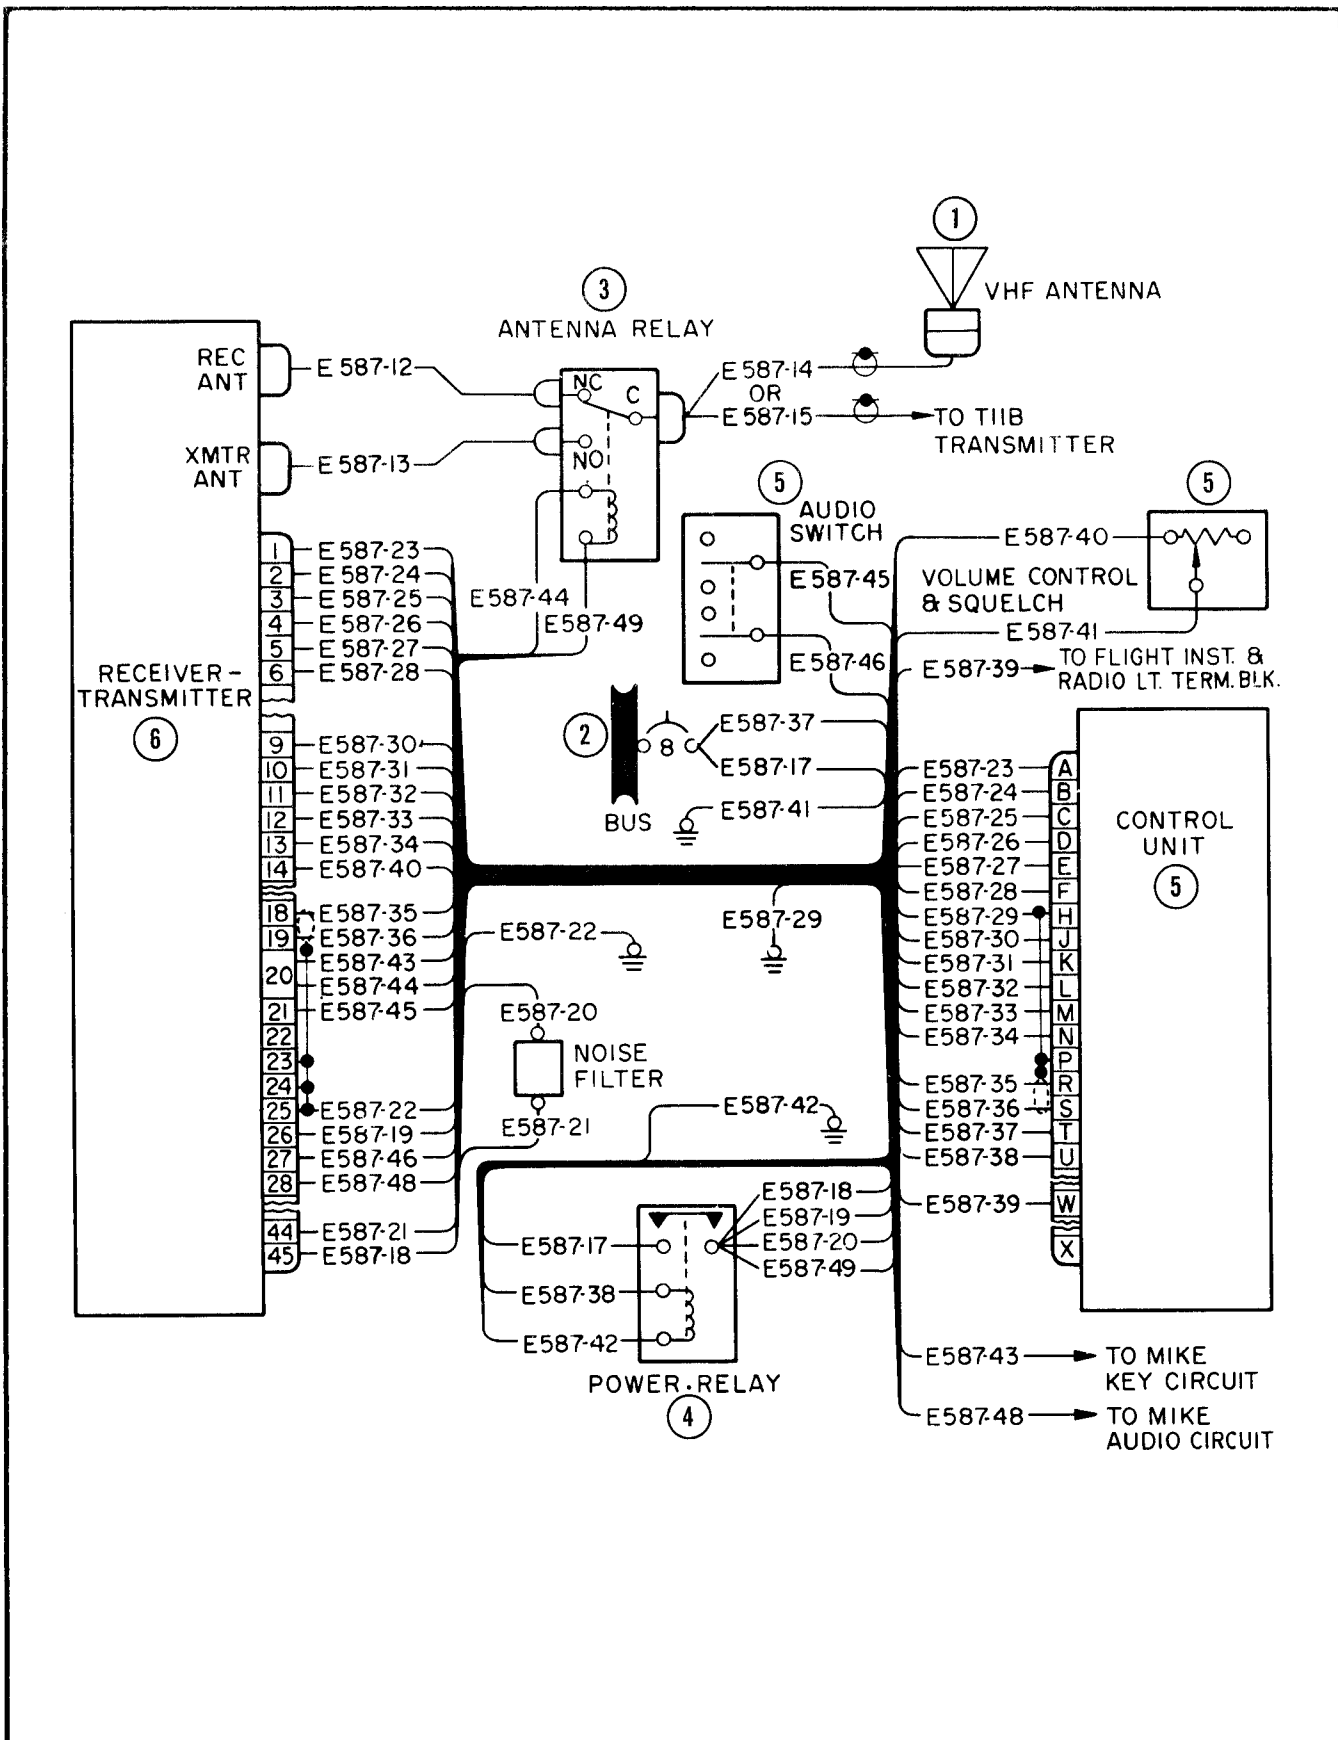 1
VHF ANTENNA
3
ANTENNA RELAY
REC
ANT
E587-12
NC
C
NO
E587-14
OR
E587-15
TO T11B
TRANSMITTER
XMTR
ANT
E587-13
5
AUDIO
SWITCH
E587-45
E587-46
5
E587-40
VOLUME CONTROL
& SQUELCH
E587-41
E587-39
TO FLIGHT INST. &
RADIO LT. TERM. BLK.
RECEIVER-
TRANSMITTER
6
1 E587-23
2 E587-24
3 E587-25
4 E587-26
5 E587-27
6 E587-28
9 E587-30
10 E587-31
11 E587-32
12 E587-33
13 E587-34
14 E587-40
18 E587-35
19 E587-36
20 E587-43
E587-44
21 E587-45
22
23
24
25 E587-22
26 E587-19
27 E587-46
28 E587-48
44 E587-21
45 E587-18
E587-44
E587-49
2
BUS
8
E587-37
E587-17
E587-41
E587-29
E587-22
E587-20
NOISE
FILTER
E587-21
E587-42
E587-17
E587-38
E587-42
E587-18
E587-19
E587-20
E587-49
POWER RELAY
4
CONTROL
UNIT
5
E587-23 A
E587-24 B
E587-25 C
E587-26 D
E587-27 E
E587-28 F
E587-29 H
E587-30 J
E587-31 K
E587-32 L
E587-33 M
E587-34 N
P
E587-35 R
E587-36 S
E587-37 T
E587-38 U
E587-39 W
X
E587-43 TO MIKE
KEY CIRCUIT
E587-48 TO MIKE
AUDIO CIRCUIT